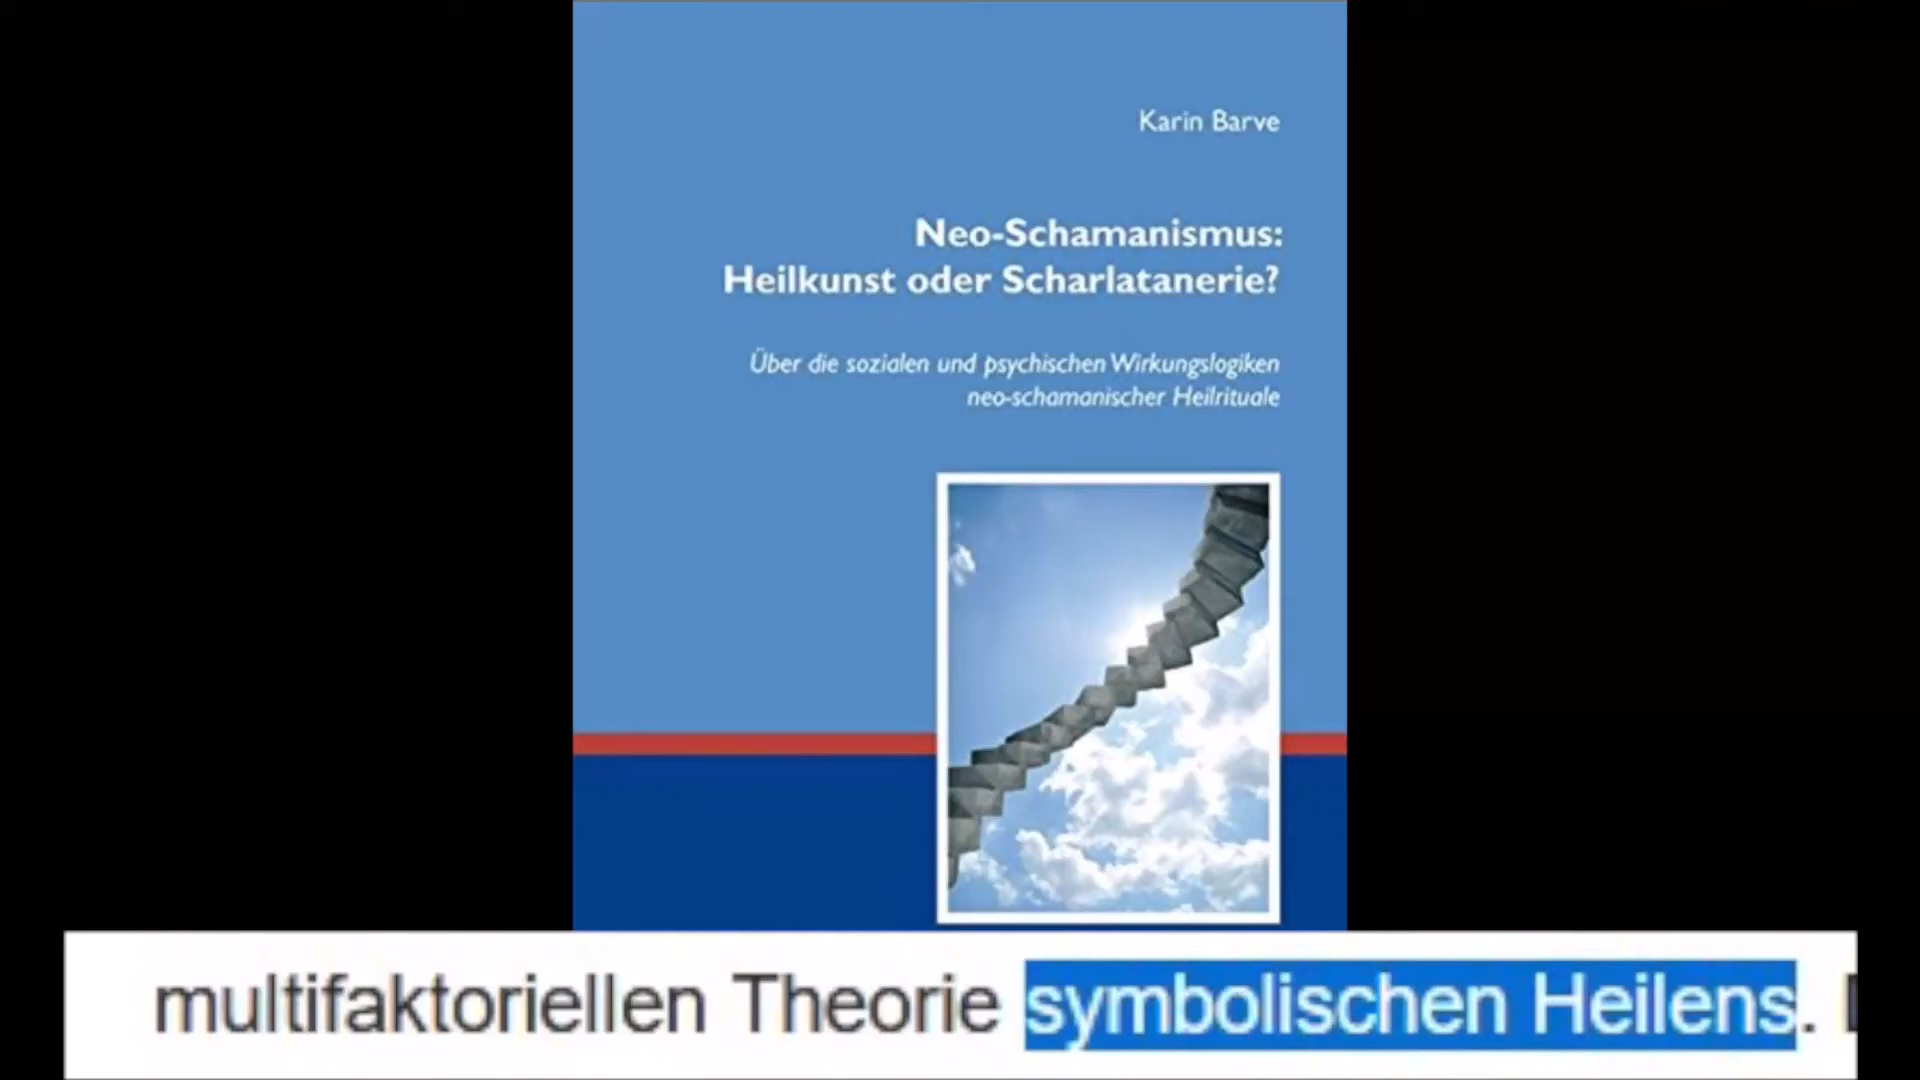 Karin Barve
Neo-Schamanismus:
Heilkunst oder Scharlatanerie?
Über die sozialen und psychischen Wirkungslogiken
neo-schamanischer Heilrituale
multifaktoriellen Theorie symbolischen Heilens.